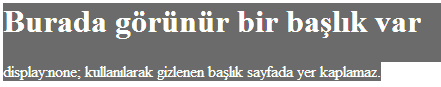 Burada görünür bir başlık var
display:none; kullanılarak gizlenen başlık sayfada yer kaplamaz.